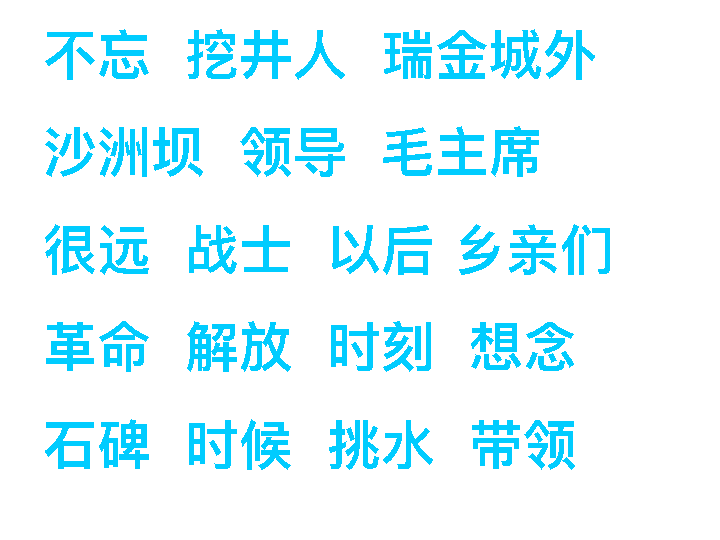 不忘 挖井人 瑞金城外
沙洲坝 领导 毛主席
很远 战士 以后 乡亲们
革命 解放 时刻 想念
石碑 时候 挑水 带领